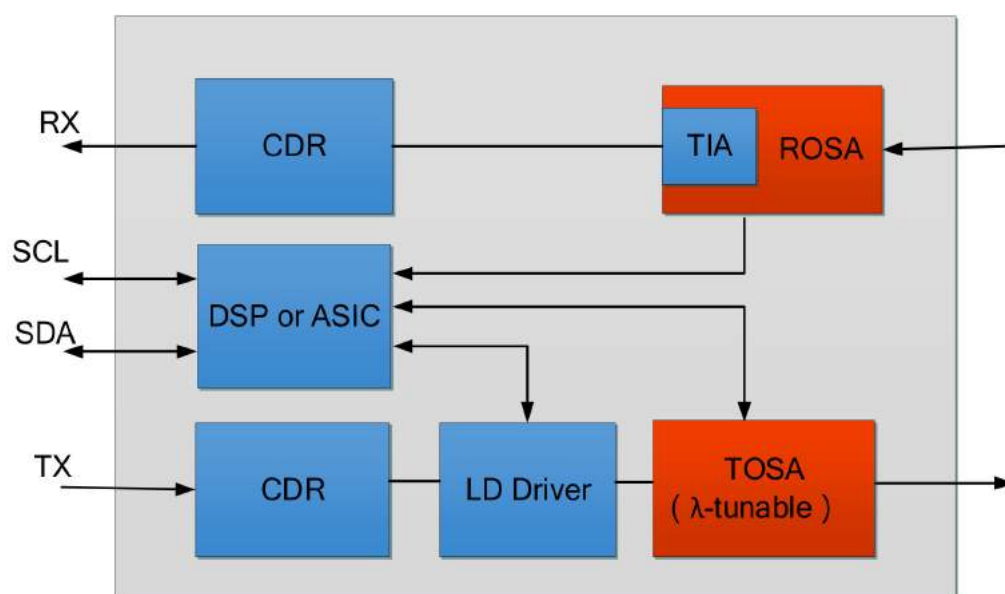 RX
CDR
TIA
ROSA
SCL
SDA
DSP or ASIC
TX
CDR
LD Driver
TOSA
( λ-tunable )